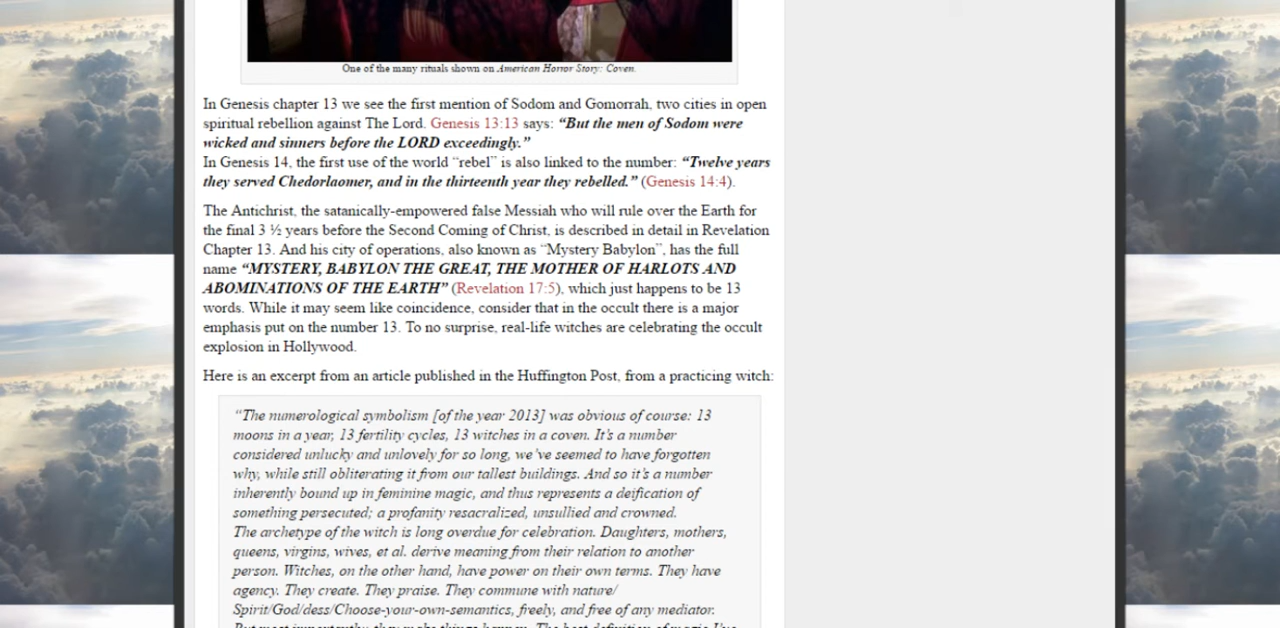 One of the many rituals shown on American Horror Story: Coven.
In Genesis chapter 13 we see the first mention of Sodom and Gomorrah, two cities in open
spiritual rebellion against The Lord. Genesis 13:13 says: “But the men of Sodom were
wicked and sinners before the LORD exceedingly.”
In Genesis 14, the first use of the world “rebel” is also linked to the number: “Twelve years
they served Chedorlaomer, and in the thirteenth year they rebelled.” (Genesis 14:4).
The Antichrist, the satanically-empowered false Messiah who will rule over the Earth for
the final 3 ½ years before the Second Coming of Christ, is described in detail in Revelation
Chapter 13. And his city of operations, also known as “Mystery Babylon”, has the full
name “MYSTERY, BABYLON THE GREAT, THE MOTHER OF HARLOTS AND
ABOMINATIONS OF THE EARTH” (Revelation 17:5), which just happens to be 13
words. While it may seem like coincidence, consider that in the occult there is a major
emphasis put on the number 13. To no surprise, real-life witches are celebrating the occult
explosion in Hollywood.
Here is an excerpt from an article published in the Huffington Post, from a practicing witch:
“The numerological symbolism [of the year 2013] was obvious of course: 13
moons in a year, 13 fertility cycles, 13 witches in a coven. It's a number
considered unlucky and unlovely for so long, we've seemed to have forgotten
why, while still obliterating it from our tallest buildings. And so it's a number
inherently bound up in feminine magic, and thus represents a deification of
something persecuted; a profanity resacralized, unsullied and crowned.
The archetype of the witch is long overdue for celebration. Daughters, mothers,
queens, virgins, wives, et al. derive meaning from their relation to another
person. Witches, on the other hand, have power on their own terms. They have
agency. They create. They praise. They commune with nature/
Spirit/God/dess/Choose-your-own-semantics, freely, and free of any mediator.
But most importantly: they make things happen. The best definition of magic I've